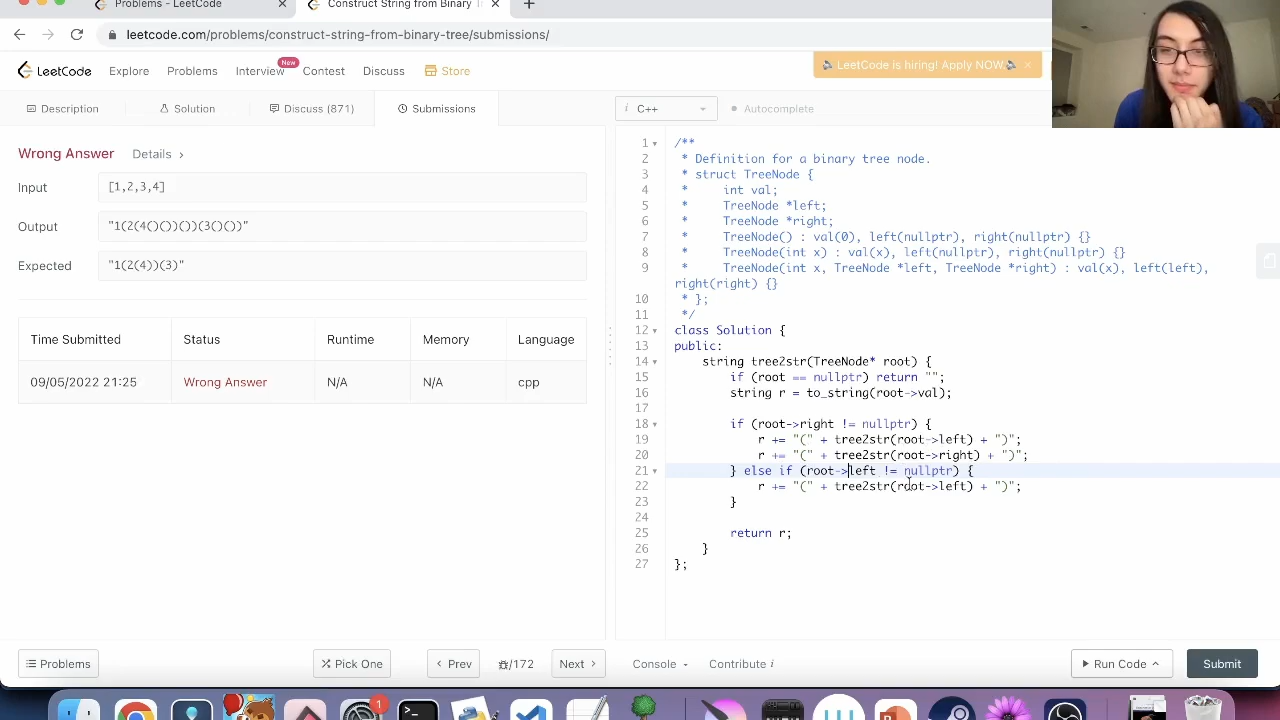 Problems - LeetCode
Construct String from Binary T
leetcode.com/problems/construct-string-from-binary-tree/submissions/
LeetCode Explore Problems Interview New Contest Discuss Store
LeetCode is hiring! Apply NOW.
Description Solution Discuss (871) Submissions
i C++ Autocomplete
Wrong Answer Details >
Input [1,2,3,4]
Output "1(2(4()())())(3()())"
Expected "1(2(4))(3)"
Time Submitted Status Runtime Memory Language
09/05/2022 21:25 Wrong Answer N/A N/A cpp
1 /**
2 * Definition for a binary tree node.
3 * struct TreeNode {
4 * int val;
5 * TreeNode *left;
6 * TreeNode *right;
7 * TreeNode() : val(0), left(nullptr), right(nullptr) {}
8 * TreeNode(int x) : val(x), left(nullptr), right(nullptr) {}
9 * TreeNode(int x, TreeNode *left, TreeNode *right) : val(x), left(left),
right(right) {}
10 * };
11 */
12 class Solution {
13 public:
14 string tree2str(TreeNode* root) {
15 if (root == nullptr) return "";
16 string r = to_string(root->val);
17
18 if (root->right != nullptr) {
19 r += "(" + tree2str(root->left) + ")";
20 r += "(" + tree2str(root->right) + ")";
21 } else if (root->left != nullptr) {
22 r += "(" + tree2str(root->left) + ")";
23 }
24
25 return r;
26 }
27 };
Problems Pick One < Prev /172 Next > Console Contribute i Run Code Submit
1